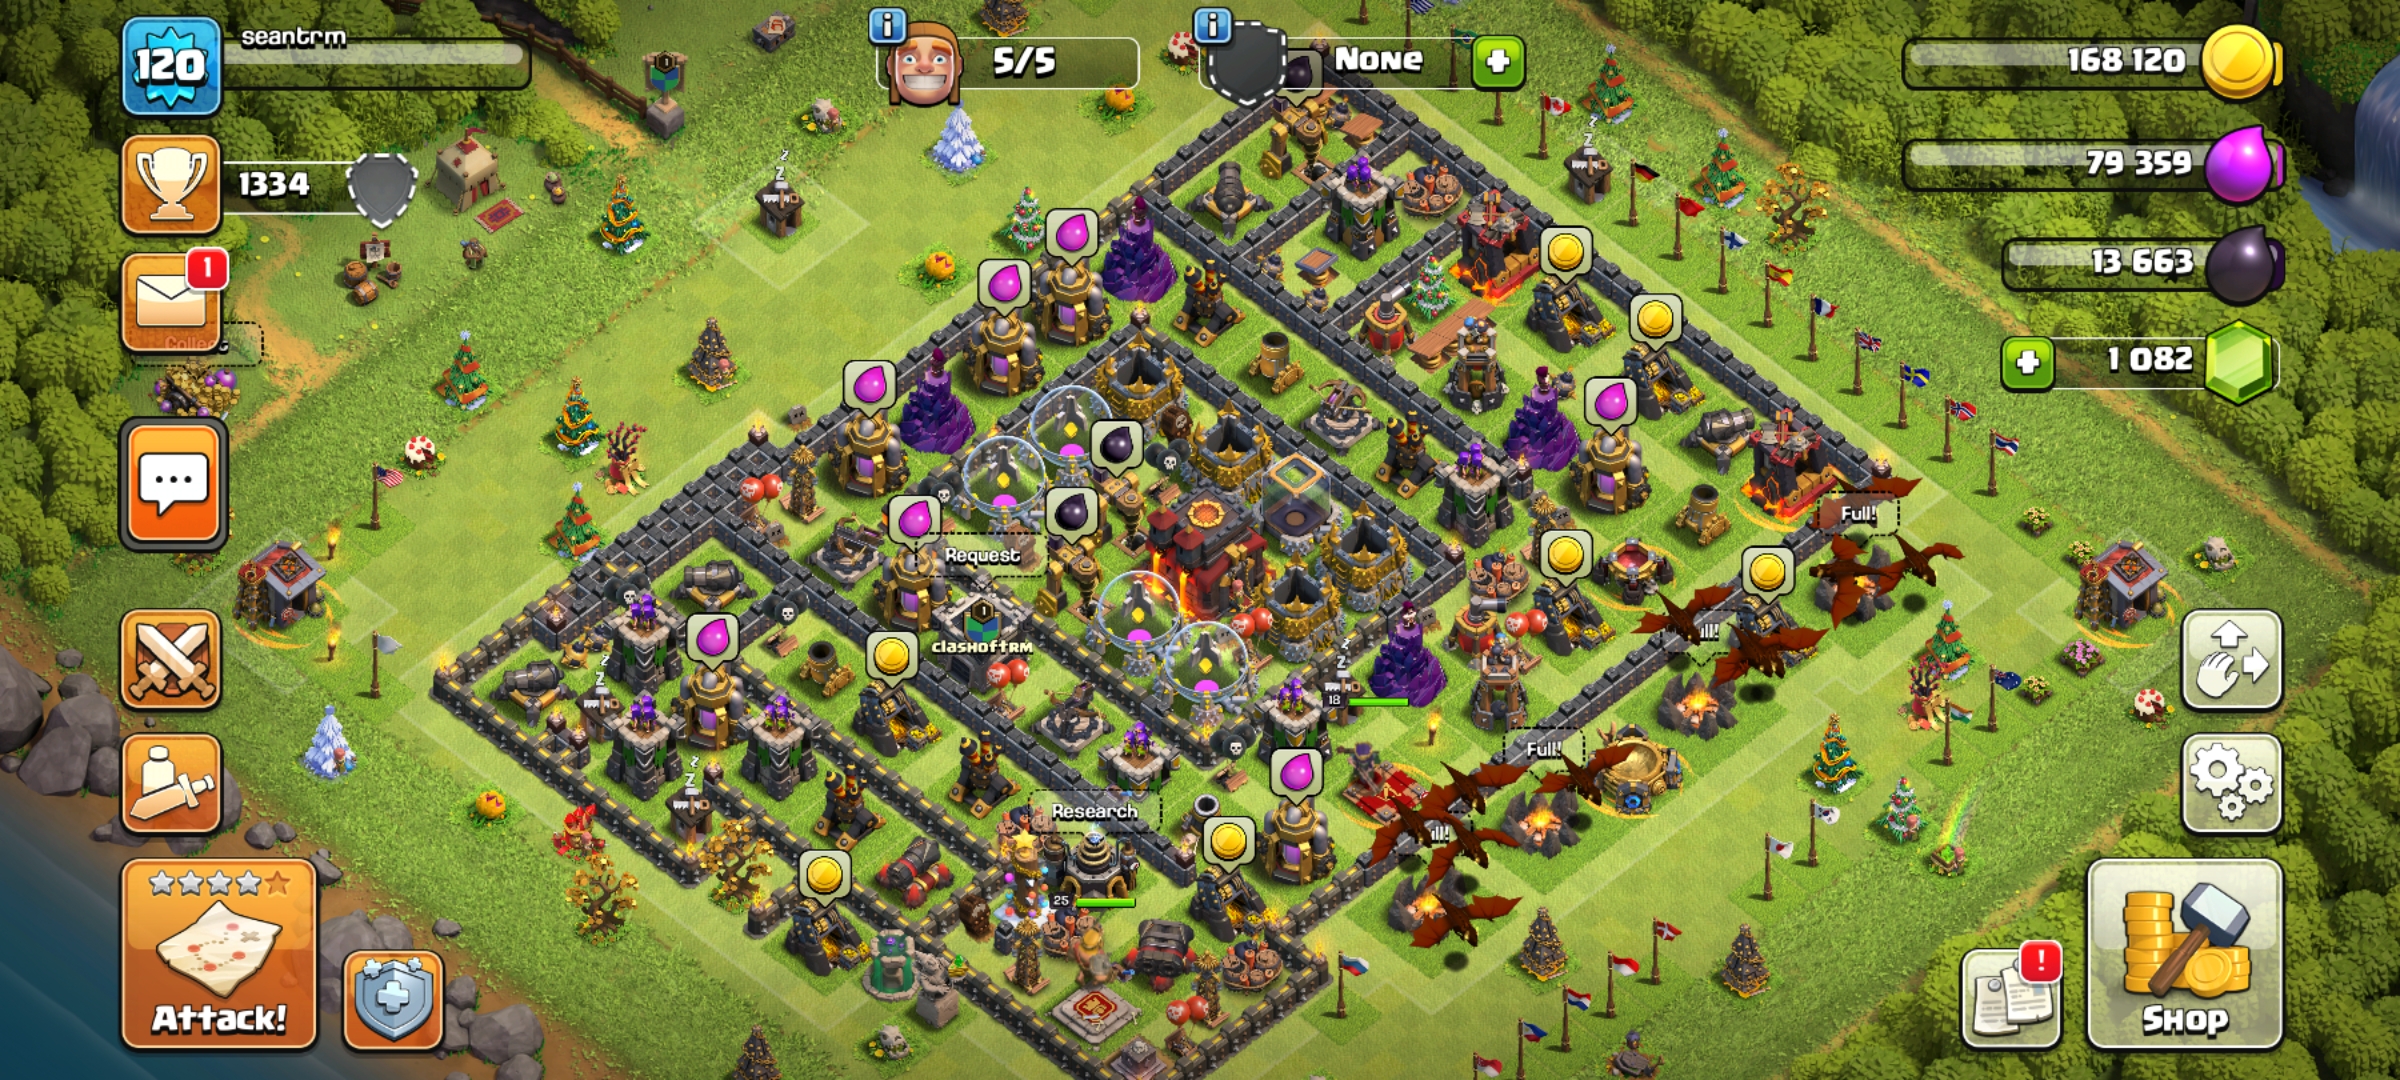 120
seantrm
5/5
None
168 120
1334
79 359
1
13 663
Collect
1 082
Full!
Request
clashoftrm
18
Full!
Research
25
Attack!
!
Shop